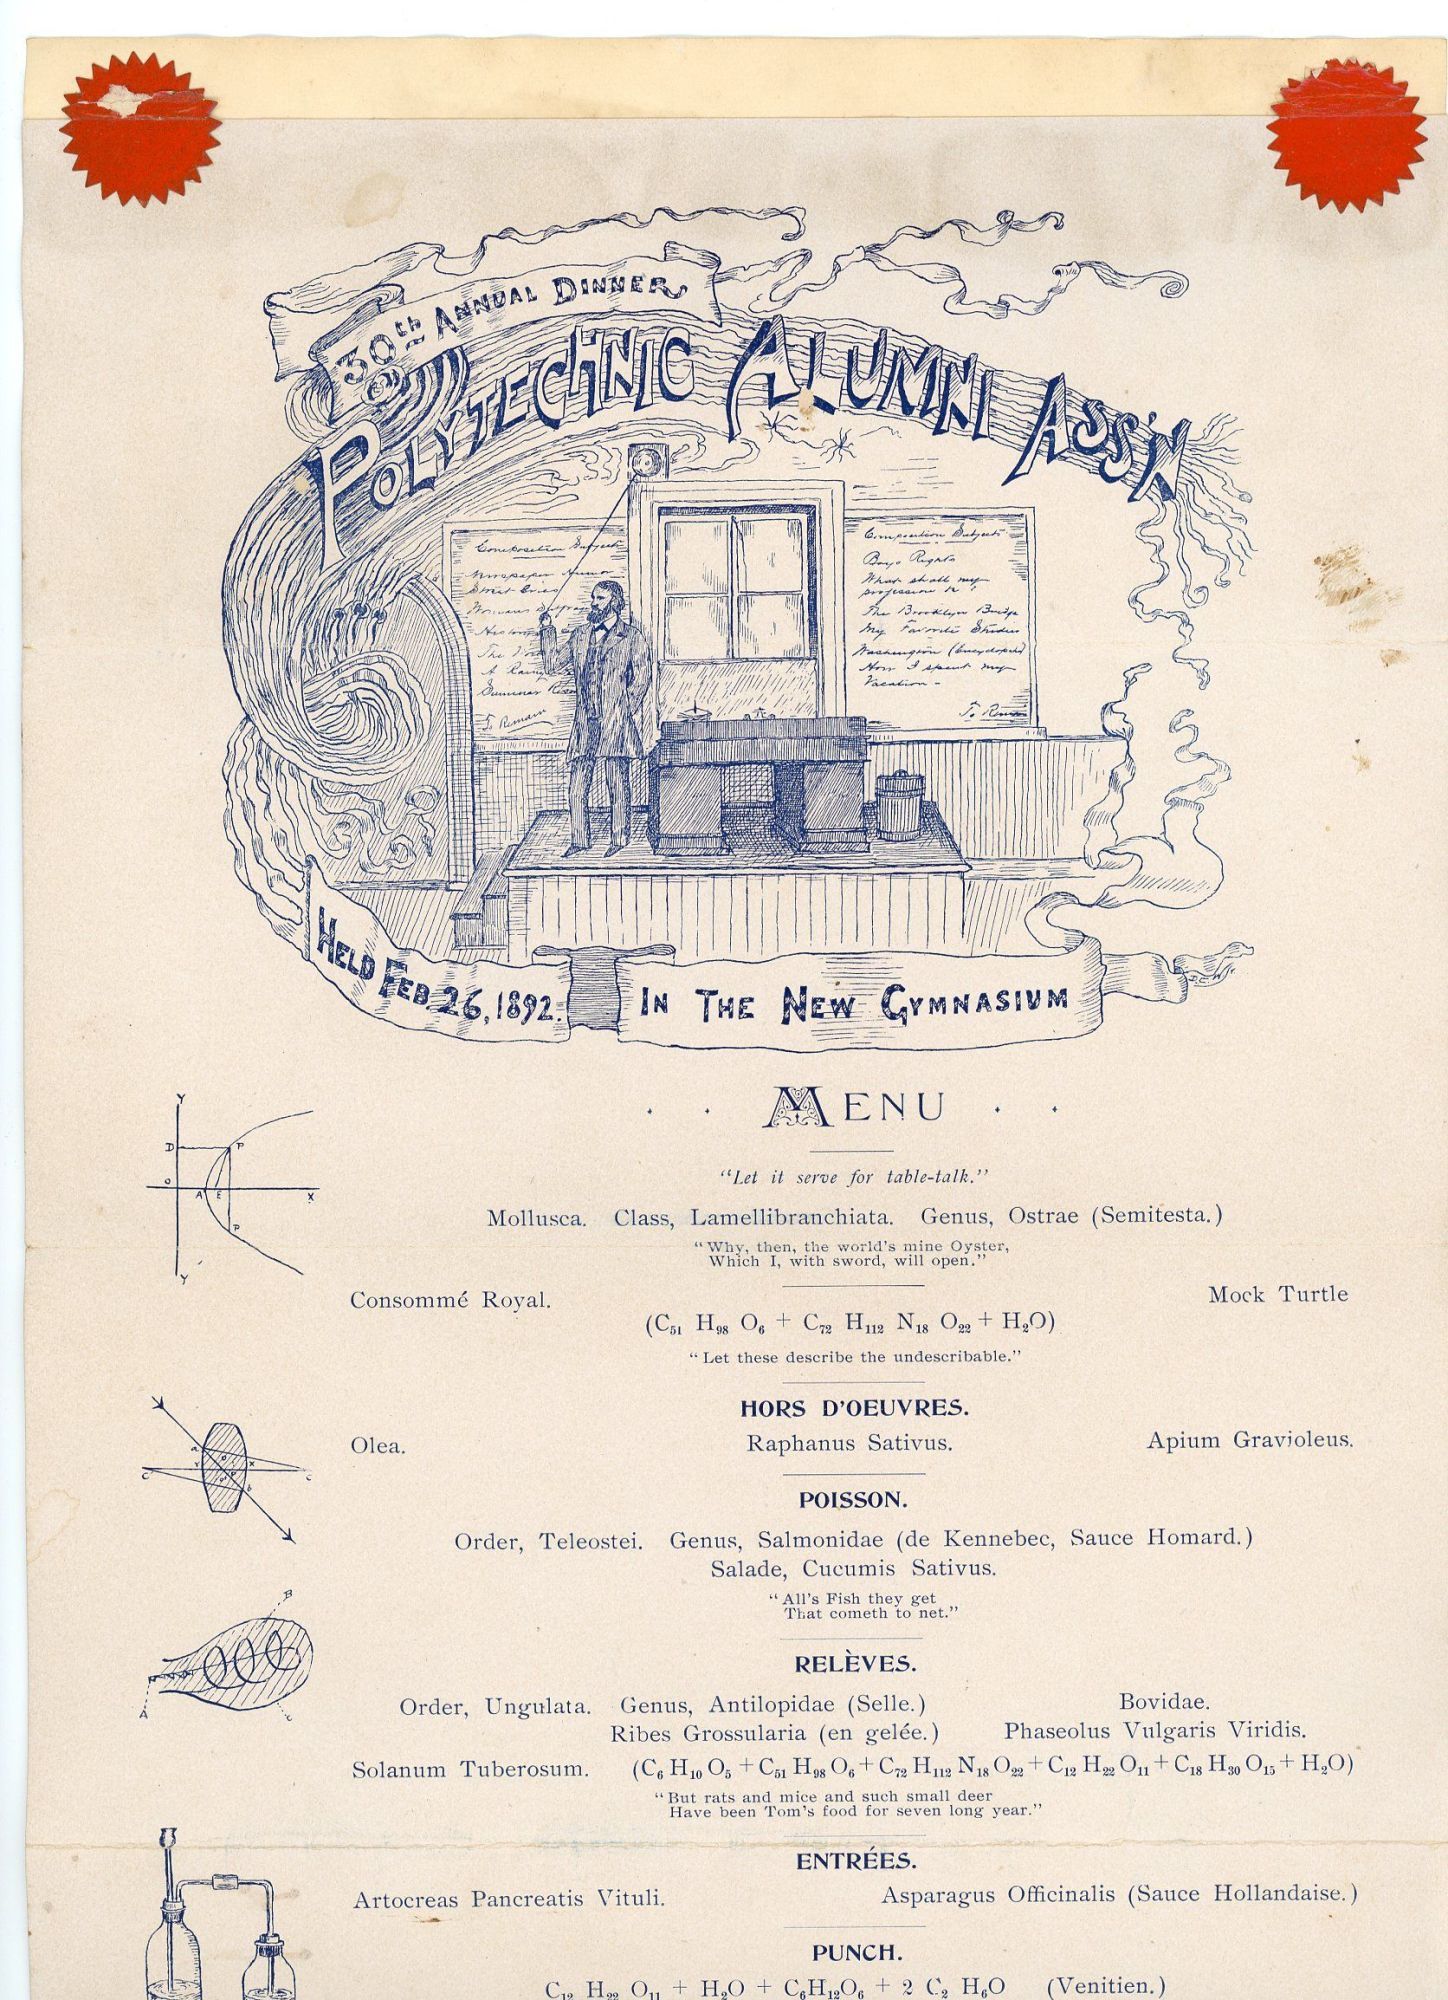 30th Annual Dinner
Polytechnic Alumni Ass'n
Composition Subjects
Newspaper Humor
Street Cries
A Rainy
Summer
Composition Subjects
Boys Rights
What shall my
profession be?
The Brooklyn Bridge
My Favorite Studies
Washington (Encyclopedia)
How I spent my
Vacation -
Held Feb. 26, 1892.
In The New Gymnasium
MENU
"Let it serve for table-talk."
Mollusca. Class, Lamellibranchiata. Genus, Ostrae (Semitesta.)
"Why, then, the world's mine Oyster,
Which I, with sword, will open."
Consommé Royal. Mock Turtle
(C₅₁ H₉₈ O₆ + C₇₂ H₁₁₂ N₁₈ O₂₂ + H₂O)
"Let these describe the undescribable."
HORS D'OEUVRES.
Olea. Raphanus Sativus. Apium Gravioleus.
POISSON.
Order, Teleostei. Genus, Salmonidae (de Kennebec, Sauce Homard.)
Salade, Cucumis Sativus.
"All's Fish they get
That cometh to net."
RELÈVES.
Order, Ungulata. Genus, Antilopidae (Selle.) Bovidae.
Ribes Grossularia (en gelée.) Phaseolus Vulgaris Viridis.
Solanum Tuberosum. (C₆ H₁₀ O₅ + C₅₁ H₉₈ O₆ + C₇₂ H₁₁₂ N₁₈ O₂₂ + C₁₂ H₂₂ O₁₁ + C₁₈ H₃₀ O₁₅ + H₂O)
"But rats and mice and such small deer
Have been Tom's food for seven long year."
ENTRÉES.
Artocreas Pancreatis Vituli. Asparagus Officinalis (Sauce Hollandaise.)
PUNCH.
C₁₂ H₂₂ O₁₁ + H₂O + C₆H₁₂O₆ + 2 C₂ H₆O (Venitien.)